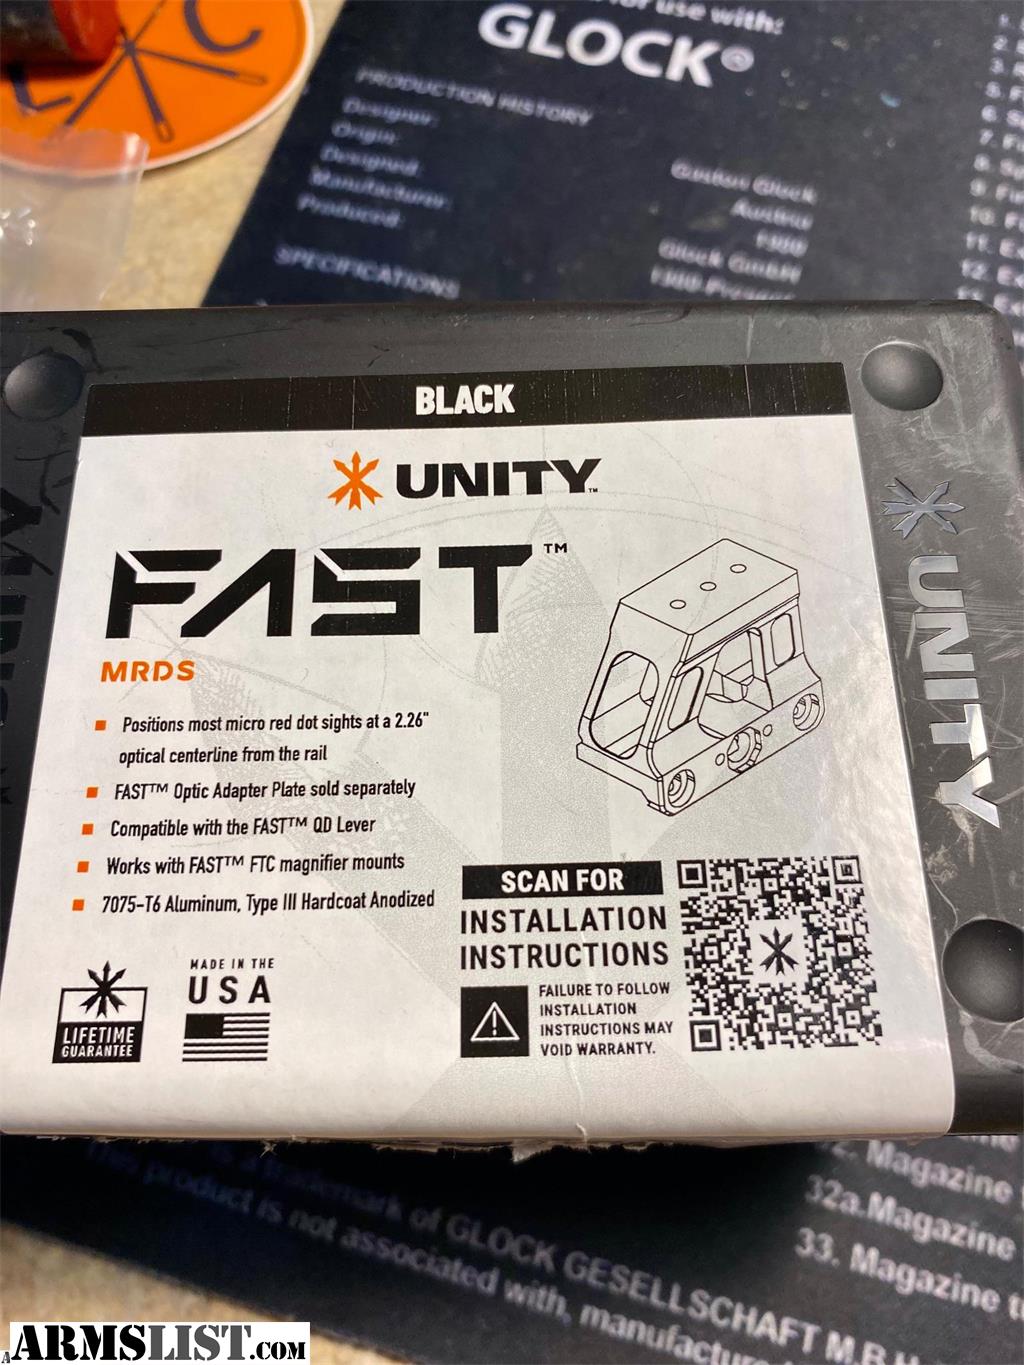 L C
for use with:
GLOCK®
PRODUCTION HISTORY
Designer:
Origin:
Designed:
Manufacturer:
Produced:
Gaston Glock
Austria
1980
Glock GmbH
SPECIFICATIONS
BLACK
UNITY™
FAST™
MRDS
Positions most micro red dot sights at a 2.26"
optical centerline from the rail
FAST™ Optic Adapter Plate sold separately
Compatible with the FAST™ QD Lever
Works with FAST™ FTC magnifier mounts
7075-T6 Aluminum, Type III Hardcoat Anodized
LIFETIME
GUARANTEE
MADE IN THE
USA
SCAN FOR
INSTALLATION
INSTRUCTIONS
FAILURE TO FOLLOW
INSTALLATION
INSTRUCTIONS MAY
VOID WARRANTY.
UNITY
Magazine
32a.Magazine
33. Magazine
is a trademark of GLOCK GESELLSCHAFT M.B.H.
This product is not associated with,
ARMSLIST.COM